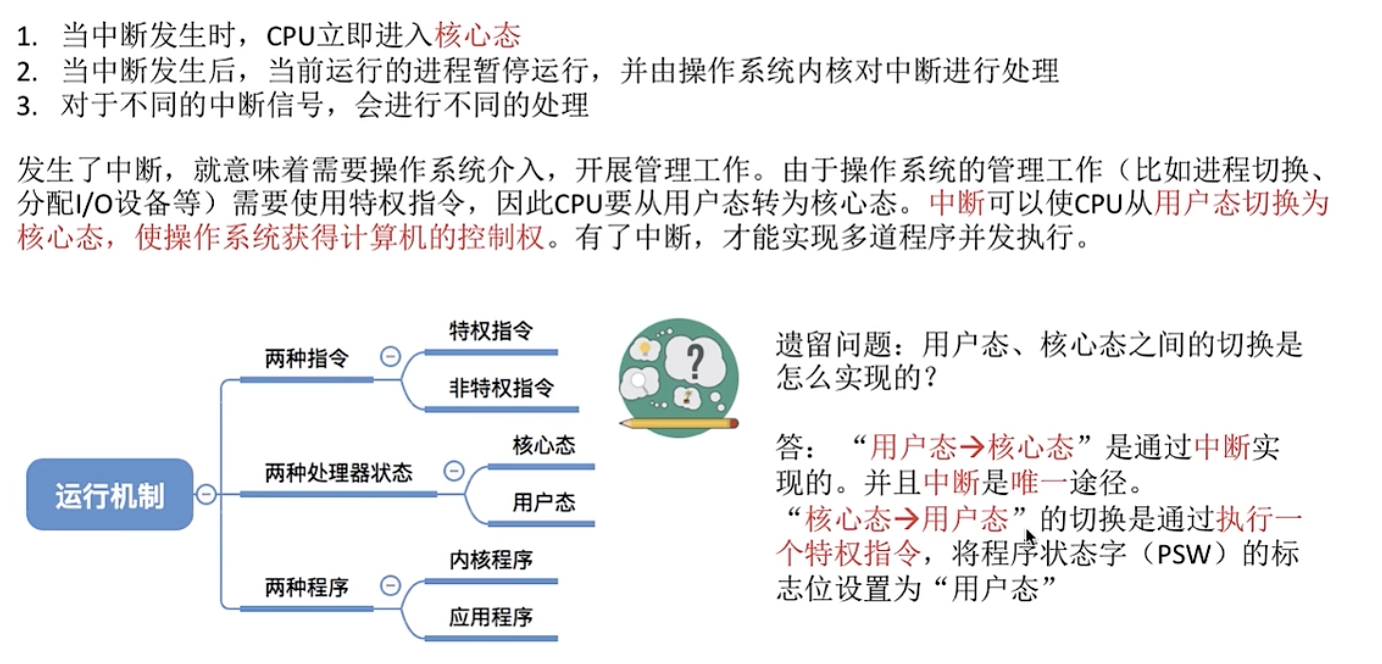 1. 当中断发生时，CPU立即进入核心态
2. 当中断发生后，当前运行的进程暂停运行，并由操作系统内核对中断进行处理
3. 对于不同的中断信号，会进行不同的处理
发生了中断，就意味着需要操作系统介入，开展管理工作。由于操作系统的管理工作（比如进程切换、
分配I/O设备等）需要使用特权指令，因此CPU要从用户态转为核心态。中断可以使CPU从用户态切换为
核心态，使操作系统获得计算机的控制权。有了中断，才能实现多道程序并发执行。
运行机制
两种指令
特权指令
非特权指令
两种处理器状态
核心态
用户态
两种程序
内核程序
应用程序
?
遗留问题：用户态、核心态之间的切换是
怎么实现的？
答：“用户态→核心态”是通过中断实
现的。并且中断是唯一途径。
“核心态→用户态”的切换是通过执行一
个特权指令，将程序状态字（PSW）的标
志位设置为“用户态”